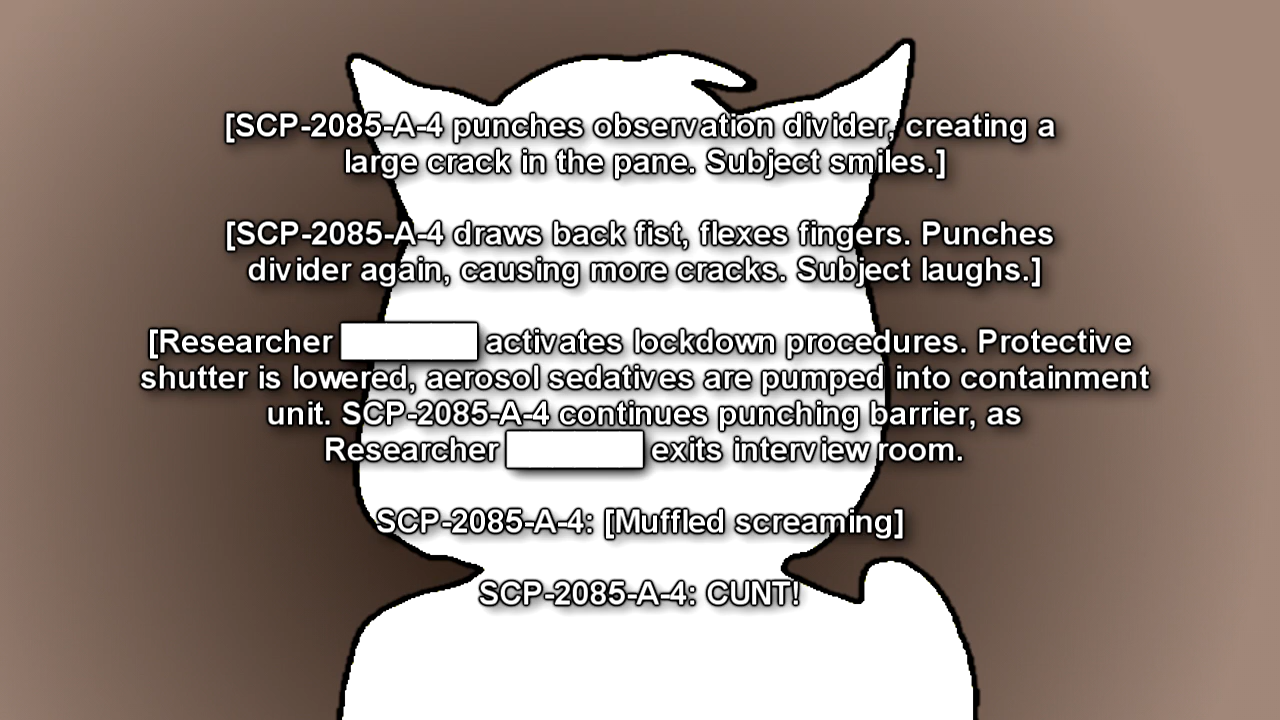 [SCP-2085-A-4 punches observation divider, creating a
large crack in the pane. Subject smiles.]
[SCP-2085-A-4 draws back fist, flexes fingers. Punches
divider again, causing more cracks. Subject laughs.]
[Researcher activates lockdown procedures. Protective
shutter is lowered, aerosol sedatives are pumped into containment
unit. SCP-2085-A-4 continues punching barrier, as
Researcher exits interview room.
SCP-2085-A-4: [Muffled screaming]
SCP-2085-A-4: CUNT!